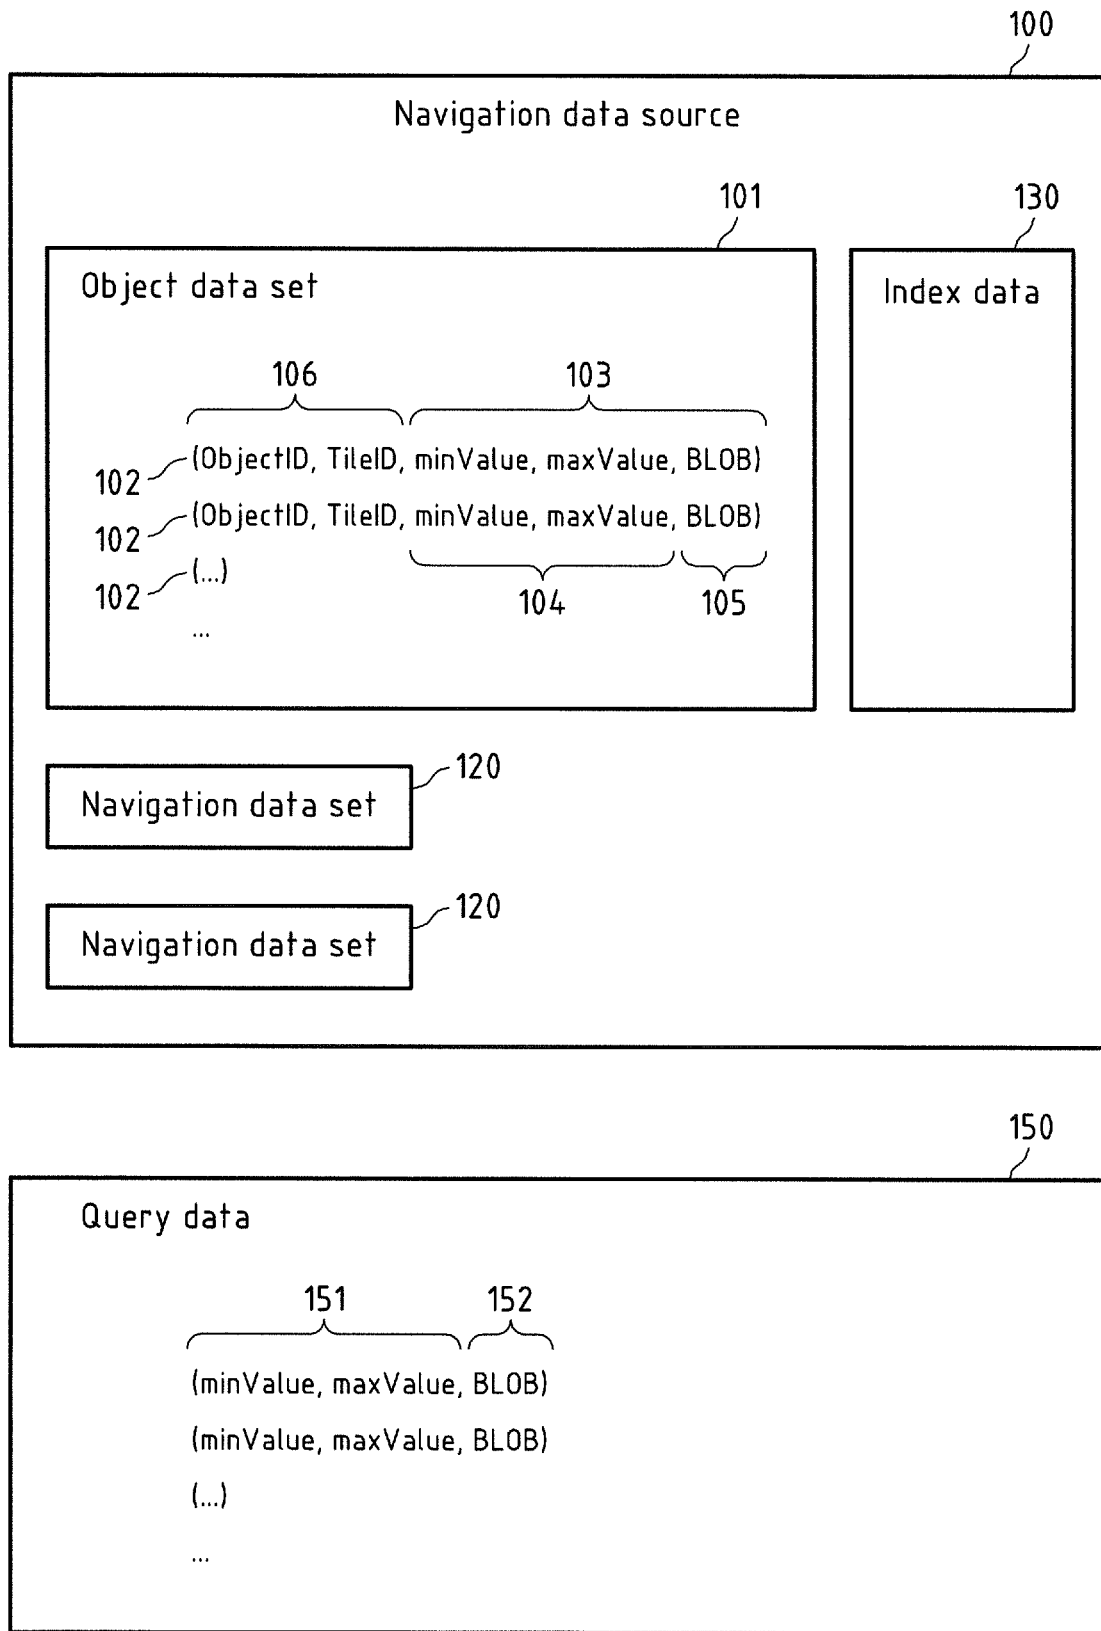 100
Navigation data source
101 130
Object data set Index data
106 103
102 (ObjectID, TileID, minValue, maxValue, BLOB)
102 (ObjectID, TileID, minValue, maxValue, BLOB)
102 (...)
104 105
...
120
Navigation data set
120
Navigation data set
150
Query data
151 152
(minValue, maxValue, BLOB)
(minValue, maxValue, BLOB)
(...)
...